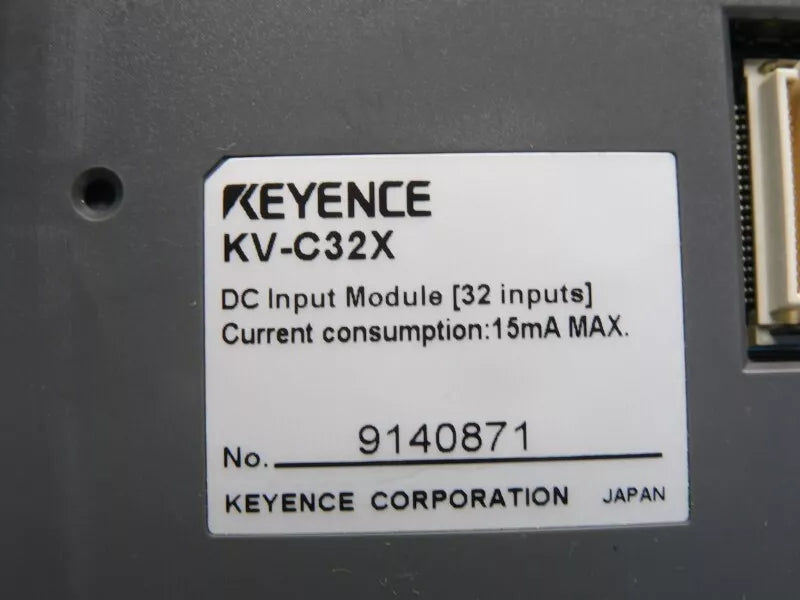 KEYENCE
KV-C32X
DC Input Module [32 inputs]
Current consumption:15mA MAX.
No. 9140871
KEYENCE CORPORATION JAPAN